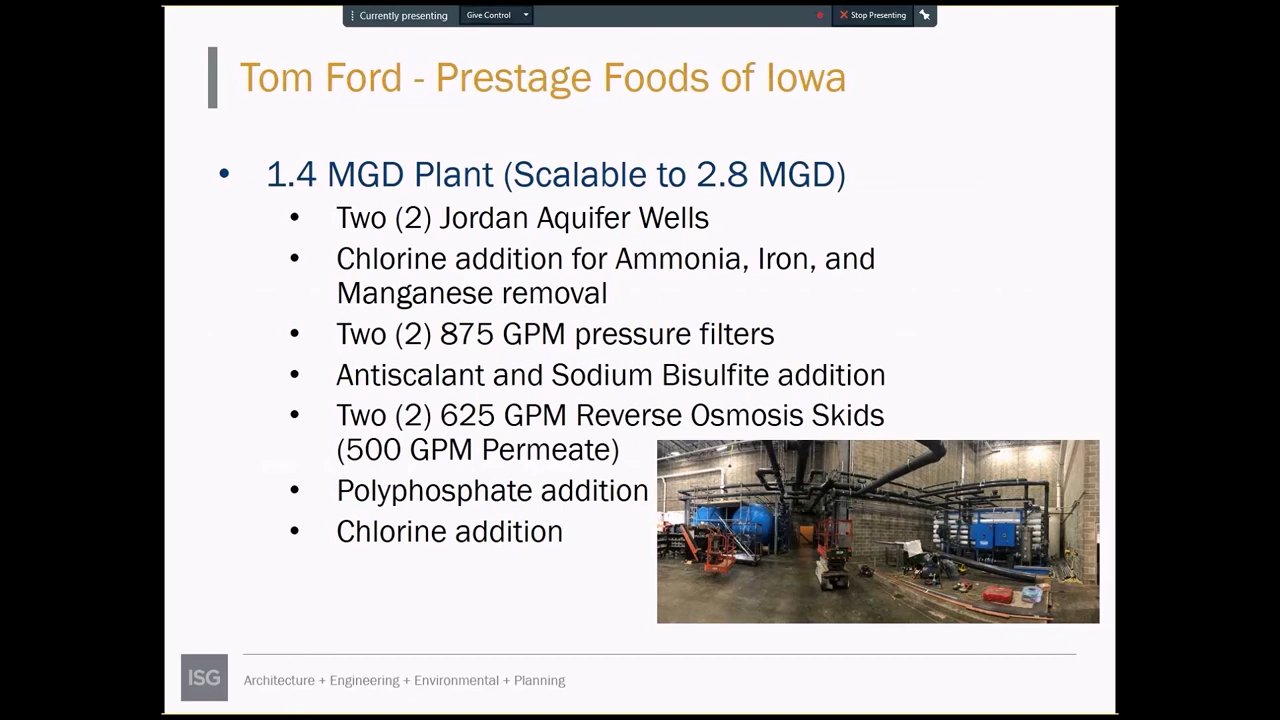 Currently presenting
Give Control
Stop Presenting
Tom Ford - Prestage Foods of Iowa
• 1.4 MGD Plant (Scalable to 2.8 MGD)
• Two (2) Jordan Aquifer Wells
• Chlorine addition for Ammonia, Iron, and
Manganese removal
• Two (2) 875 GPM pressure filters
• Antiscalant and Sodium Bisulfite addition
• Two (2) 625 GPM Reverse Osmosis Skids
(500 GPM Permeate)
• Polyphosphate addition
• Chlorine addition
ISG
Architecture + Engineering + Environmental + Planning